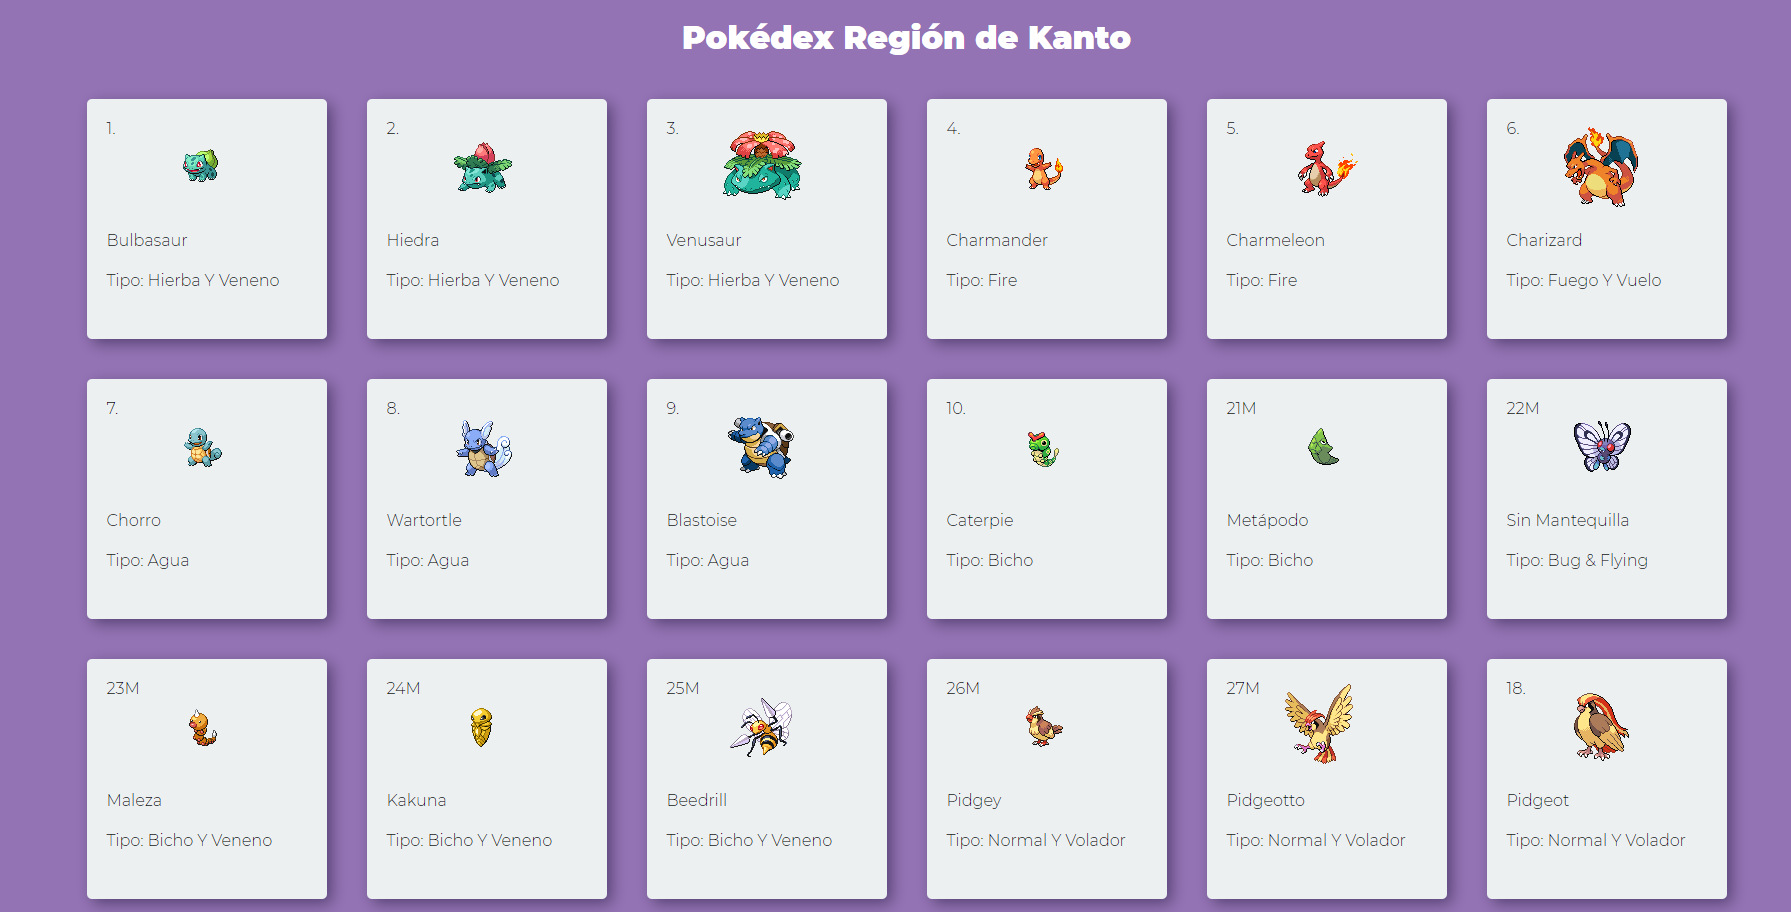 Pokédex Región de Kanto
1.
Bulbasaur
Tipo: Hierba Y Veneno
2.
Hiedra
Tipo: Hierba Y Veneno
3.
Venusaur
Tipo: Hierba Y Veneno
4.
Charmander
Tipo: Fire
5.
Charmeleon
Tipo: Fire
6.
Charizard
Tipo: Fuego Y Vuelo
7.
Chorro
Tipo: Agua
8.
Wartortle
Tipo: Agua
9.
Blastoise
Tipo: Agua
10.
Caterpie
Tipo: Bicho
21M
Metápodo
Tipo: Bicho
22M
Sin Mantequilla
Tipo: Bug & Flying
23M
Maleza
Tipo: Bicho Y Veneno
24M
Kakuna
Tipo: Bicho Y Veneno
25M
Beedrill
Tipo: Bicho Y Veneno
26M
Pidgey
Tipo: Normal Y Volador
27M
Pidgeotto
Tipo: Normal Y Volador
18.
Pidgeot
Tipo: Normal Y Volador